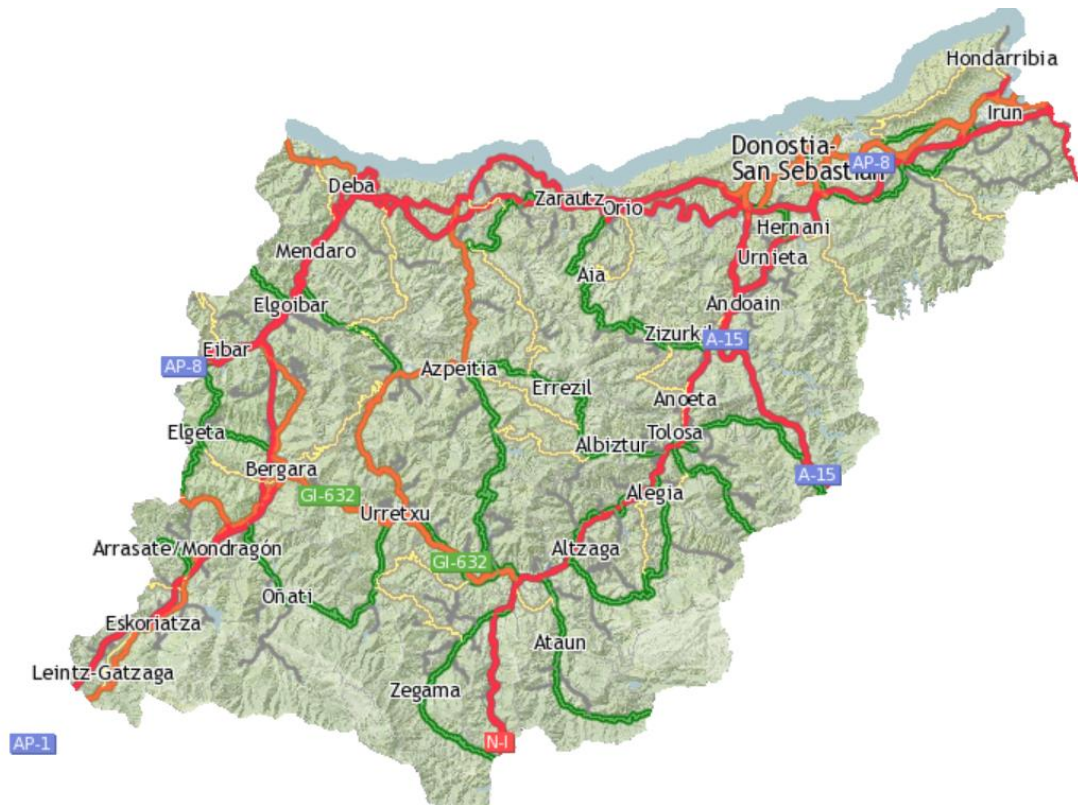 Hondarribia
Irun
Donostia-
San Sebastián
AP-8
Deba
Zarautz
Orio
Hernani
Mendaro
Urnieta
Aia
Elgoibar
Andoain
Zizurkil
A-15
Eibar
AP-8
Azpeitia
Errezil
Anoeta
Elgeta
Albiztur
Tolosa
Bergara
A-15
GI-632
Alegia
Urretxu
Arrasate/Mondragón
Altzaga
GI-632
Oñati
Eskoriatza
Ataun
Leintz-Gatzaga
Zegama
AP-1
N-I